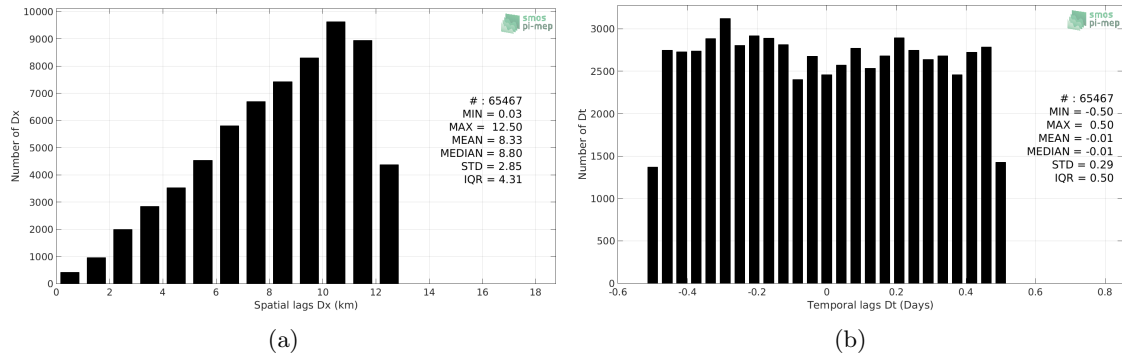 10000
9000
8000
7000
6000
5000
4000
3000
2000
1000
0
Number of Dx
smos
pi-mep
# : 65467
MIN = 0.03
MAX = 12.50
MEAN = 8.33
MEDIAN = 8.80
STD = 2.85
IQR = 4.31
0 2 4 6 8 10 12 14 16 18
Spatial lags Dx (km)
(a)
3000
2500
2000
1500
1000
500
0
Number of Dt
smos
pi-mep
# : 65467
MIN = -0.50
MAX = 0.50
MEAN = -0.01
MEDIAN = -0.01
STD = 0.29
IQR = 0.50
-0.6 -0.4 -0.2 0 0.2 0.4 0.6 0.8
Temporal lags Dt (Days)
(b)